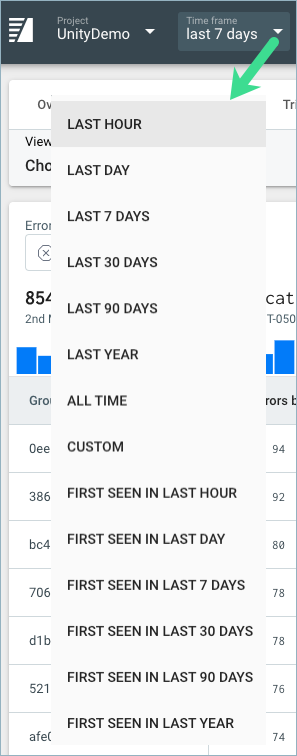 Project
UnityDemo
Time frame
last 7 days
Ov
Tri
View
Cho
LAST HOUR
LAST DAY
LAST 7 DAYS
Error
LAST 30 DAYS
854
cat
LAST 90 DAYS
2nd M
T-050
LAST YEAR
Grou
ALL TIME
rors b
0ee
CUSTOM
94
386
FIRST SEEN IN LAST HOUR
92
bc4
FIRST SEEN IN LAST DAY
80
706
FIRST SEEN IN LAST 7 DAYS
78
d1b
FIRST SEEN IN LAST 30 DAYS
78
521
FIRST SEEN IN LAST 90 DAYS
76
afe0
FIRST SEEN IN LAST YEAR
74